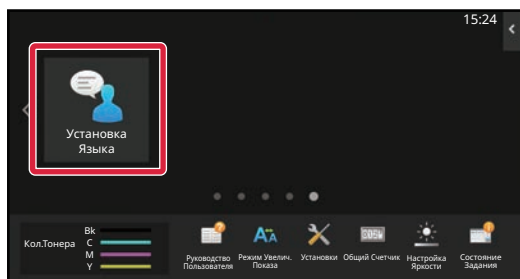 15:24
Установка
Языка
Кол.Тонера
Bk
C
M
Y
Руководство
Пользователя
Режим Увелич.
Показа
Установки
Общий Счетчик
Настройка
Яркости
Состояние
Задания